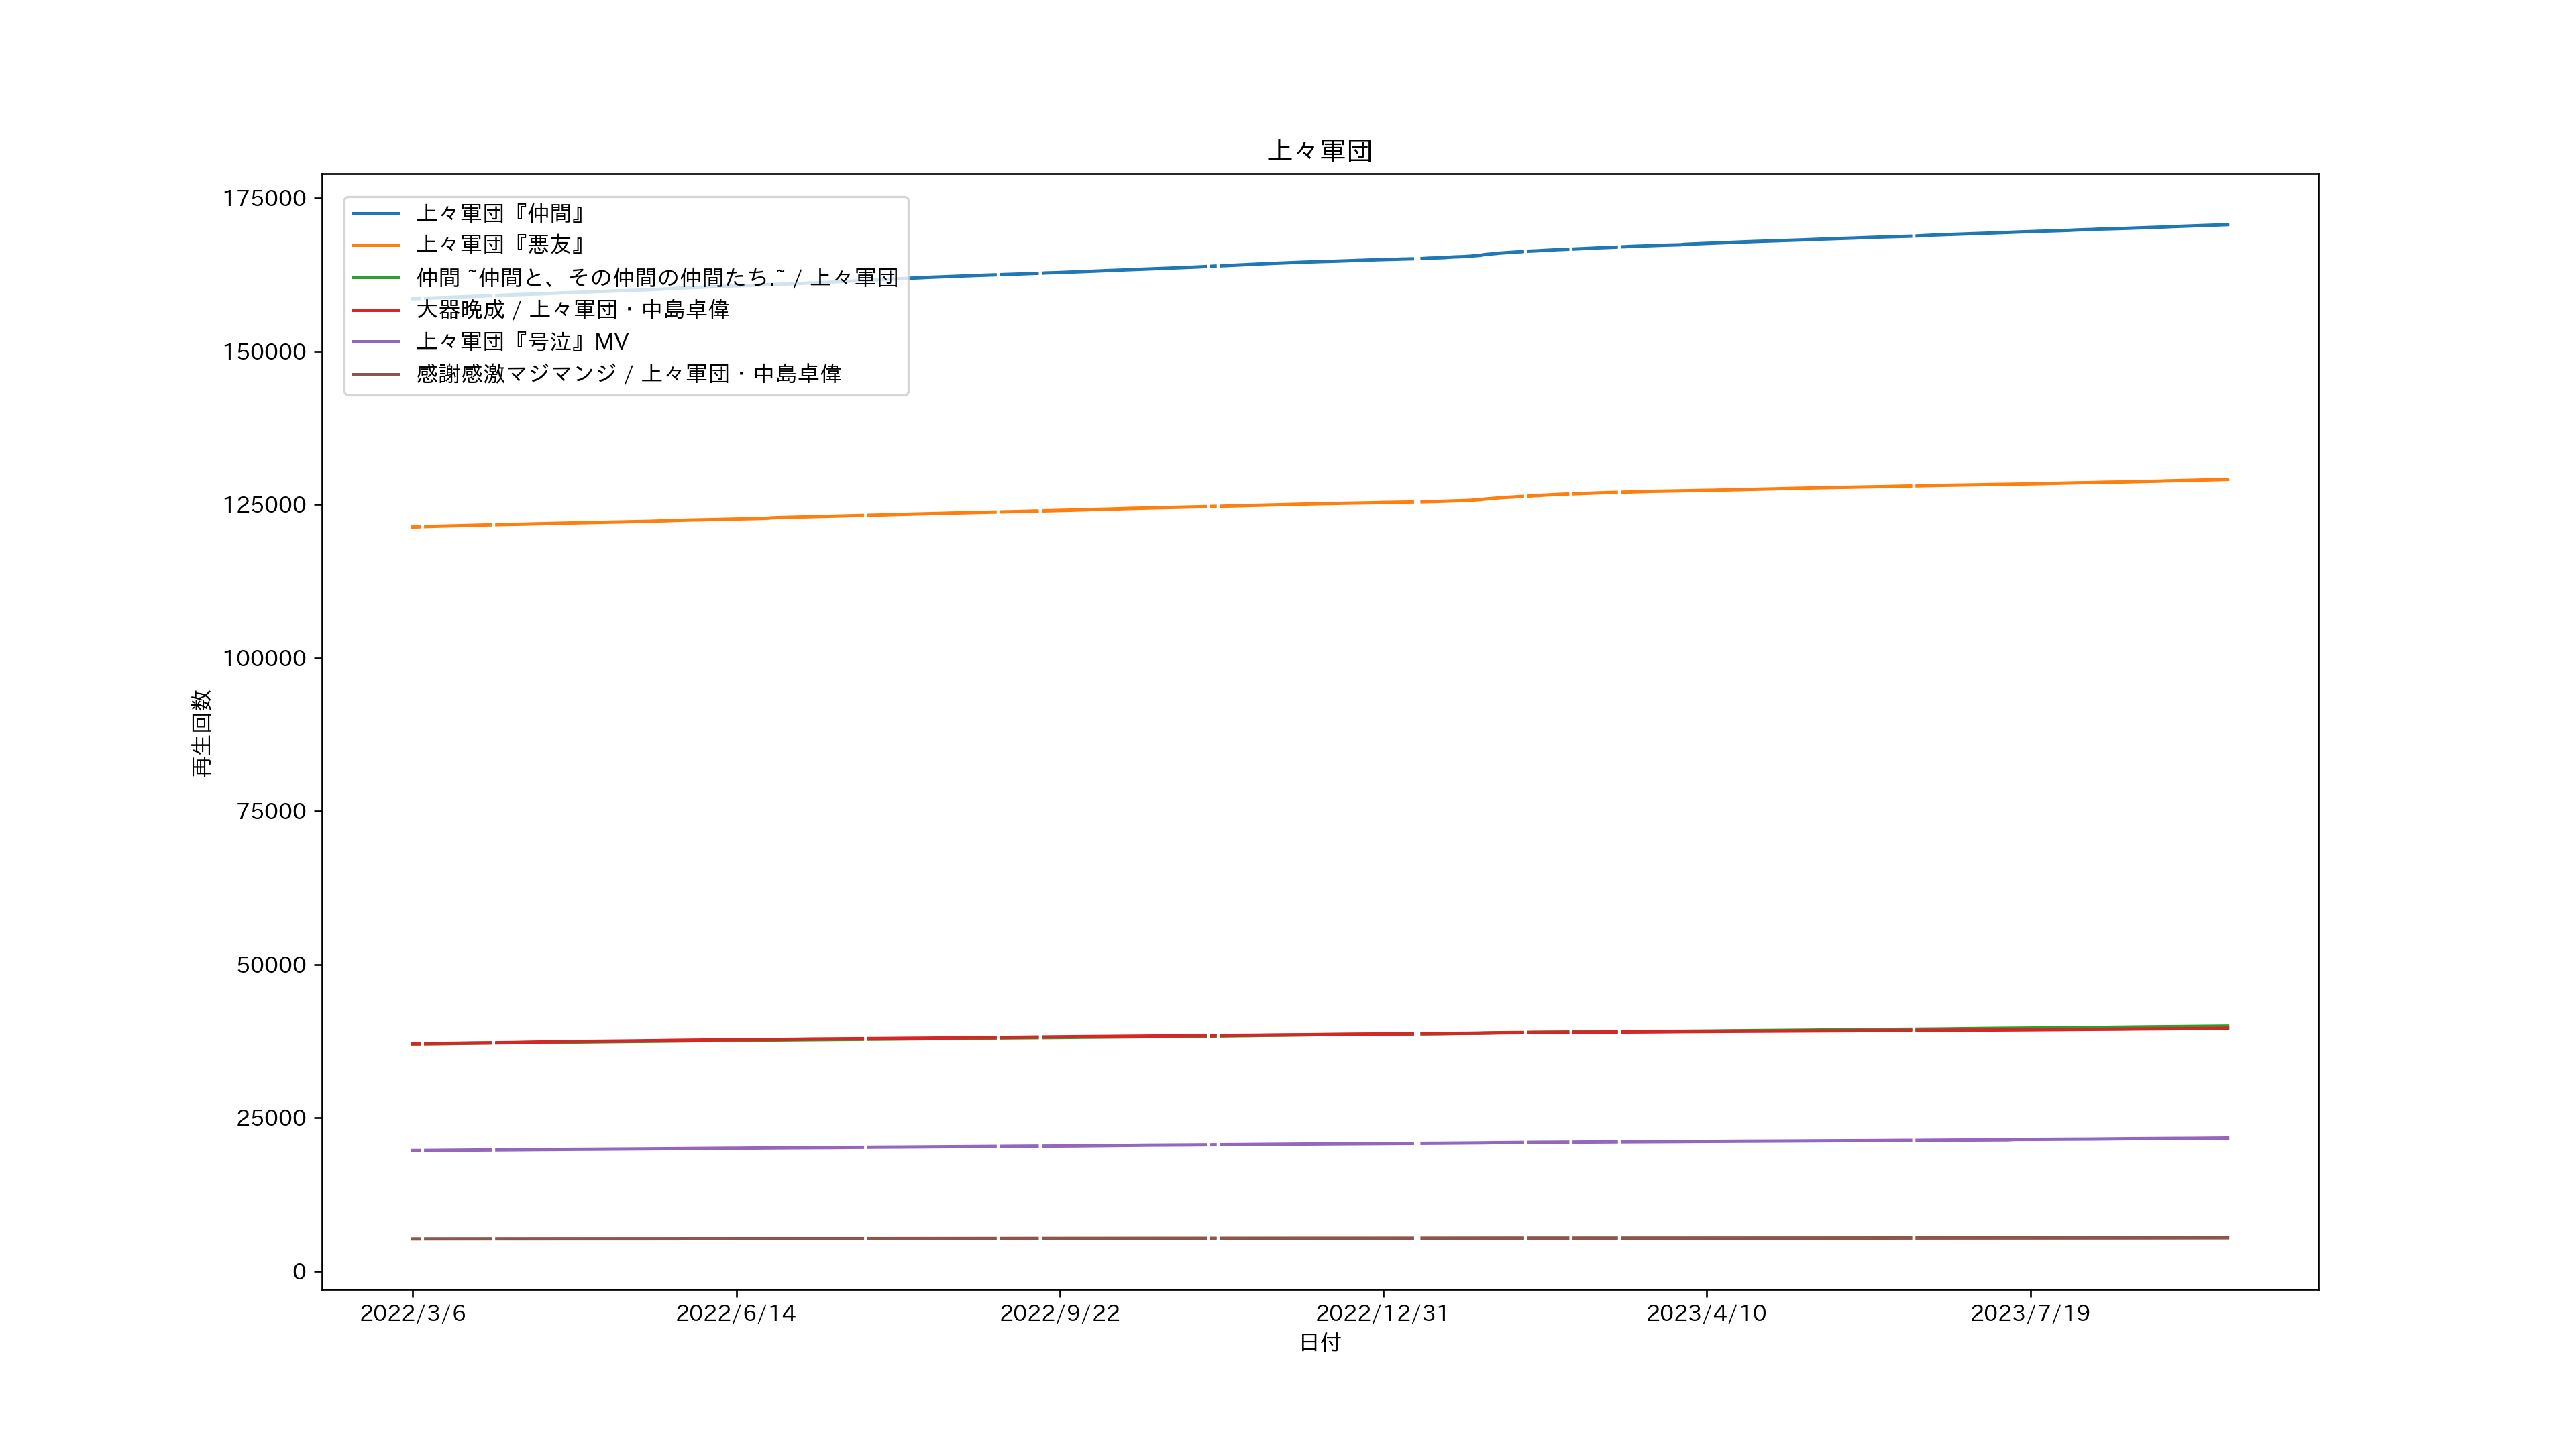 上々軍団
175000
150000
125000
100000
75000
50000
25000
0
再生回数
上々軍団『仲間』
上々軍団『悪友』
仲間 ~仲間と、その仲間の仲間たち.~ / 上々軍団
大器晩成 / 上々軍団・中島卓偉
上々軍団『号泣』MV
感謝感激マジマンジ / 上々軍団・中島卓偉
2022/3/6
2022/6/14
2022/9/22
2022/12/31
2023/4/10
2023/7/19
日付